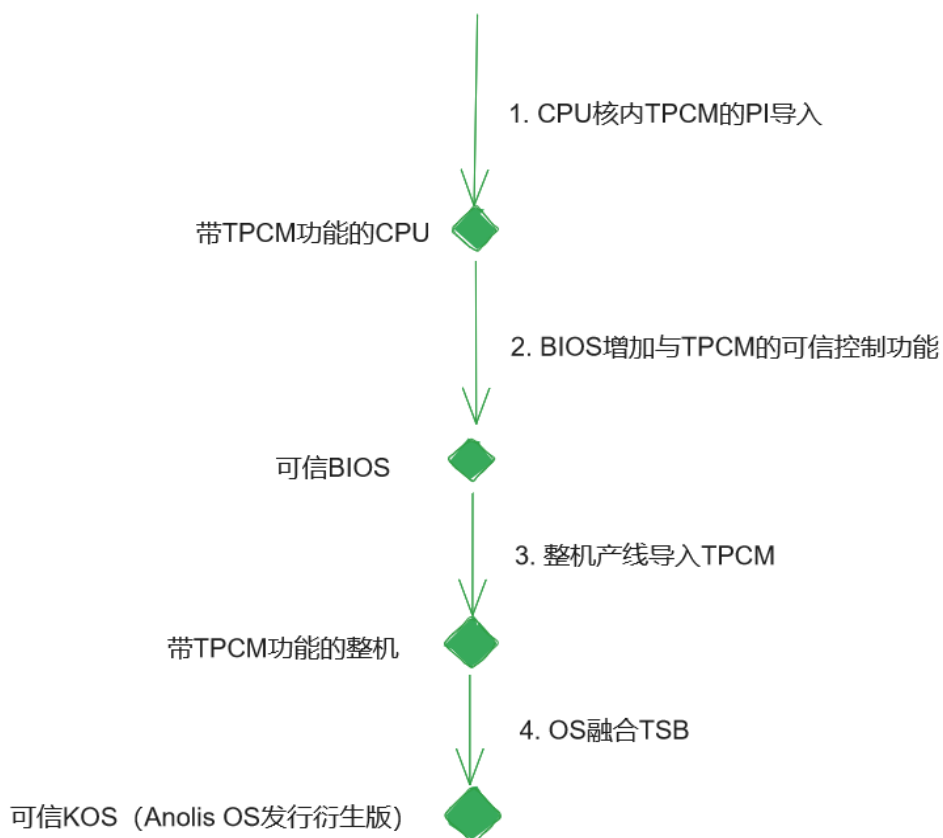 1. CPU核内TPCM的PI导入
带TPCM功能的CPU
2. BIOS增加与TPCM的可信控制功能
可信BIOS
3. 整机产线导入TPCM
带TPCM功能的整机
4. OS融合TSB
可信KOS（Anolis OS发行衍生版）